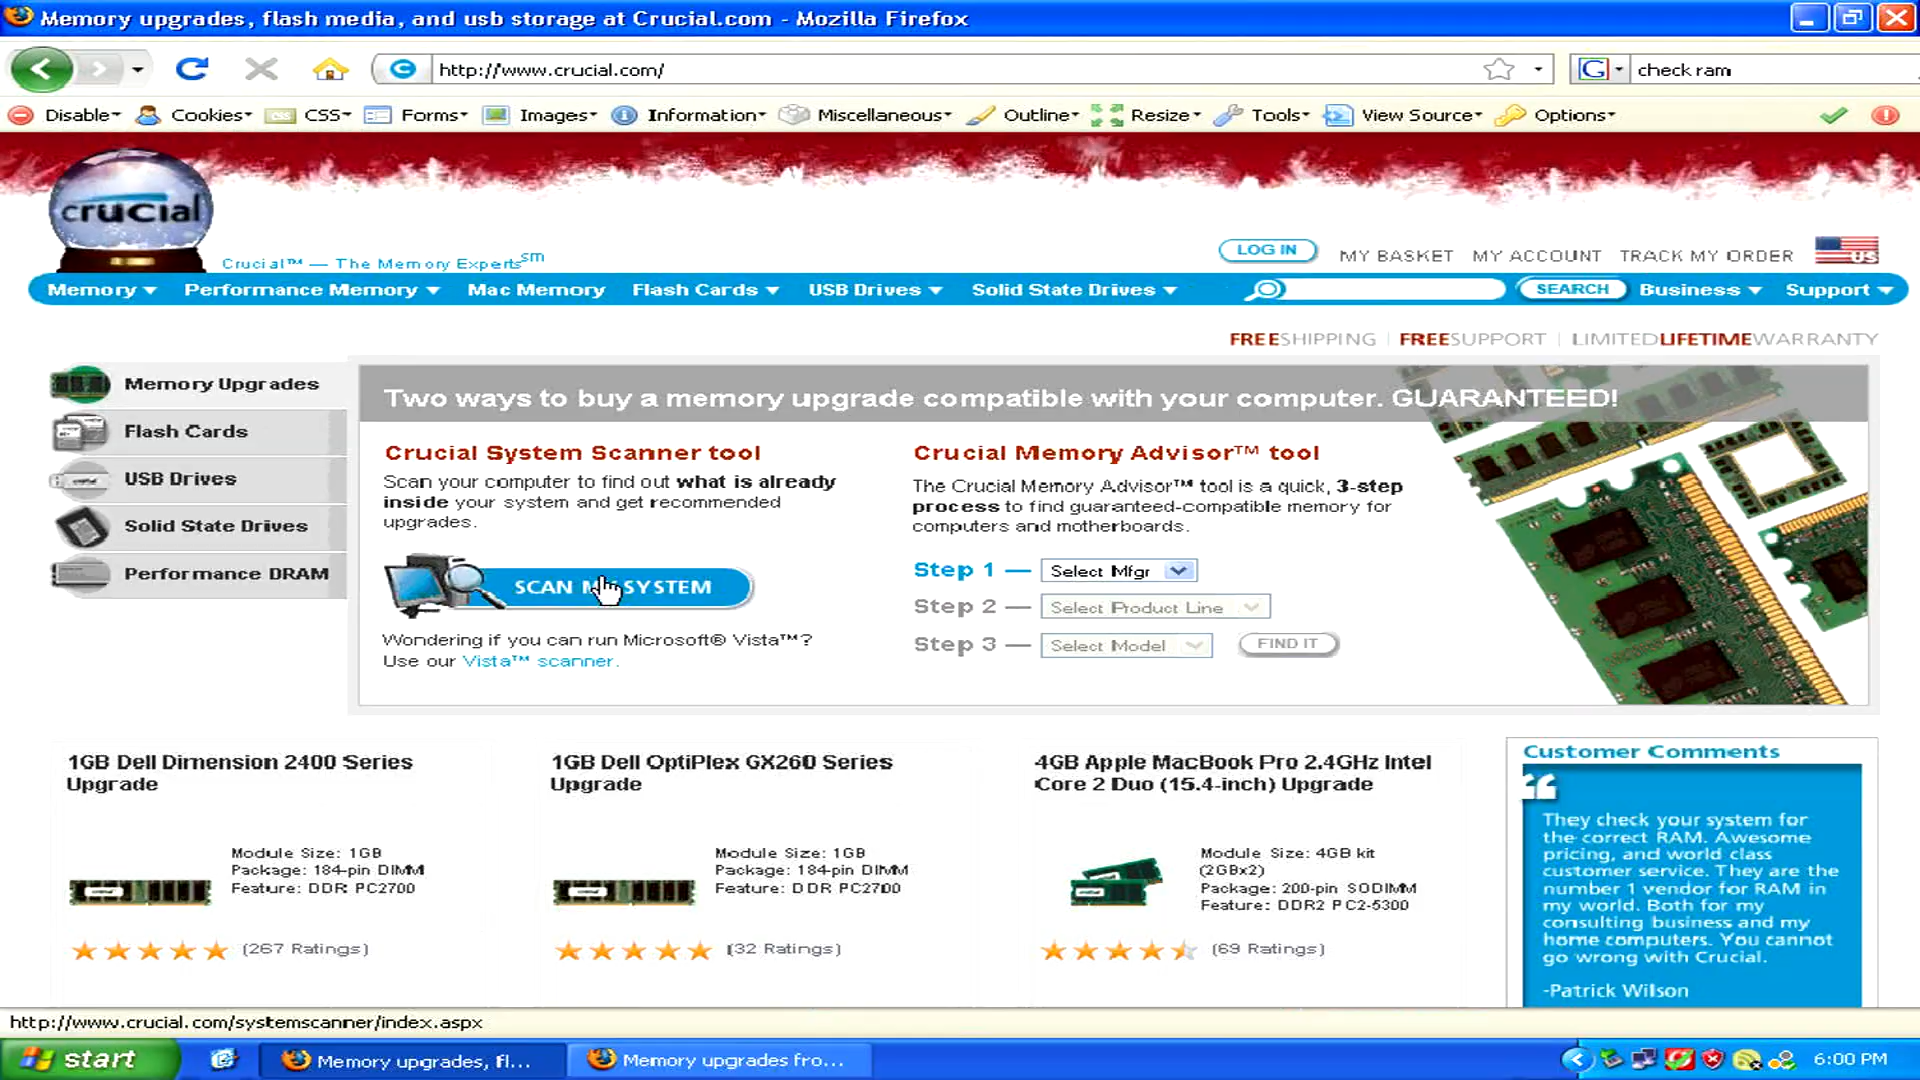 Memory upgrades, flash media, and usb storage at Crucial.com - Mozilla Firefox
http://www.crucial.com/
check ram
Disable Cookies CSS Forms Images Information Miscellaneous Outline Resize Tools View Source Options
crucial
Crucial™ — The Memory Experts℠
LOG IN MY BASKET MY ACCOUNT TRACK MY ORDER US
Memory Performance Memory Mac Memory Flash Cards USB Drives Solid State Drives SEARCH Business Support
FREESHIPPING | FREESUPPORT | LIMITEDLIFETIMEWARRANTY
Memory Upgrades
Flash Cards
USB Drives
Solid State Drives
Performance DRAM
Two ways to buy a memory upgrade compatible with your computer. GUARANTEED!
Crucial System Scanner tool
Scan your computer to find out what is already
inside your system and get recommended
upgrades.
SCAN MY SYSTEM
Wondering if you can run Microsoft® Vista™?
Use our Vista™ scanner.
Crucial Memory Advisor™ tool
The Crucial Memory Advisor™ tool is a quick, 3-step
process to find guaranteed-compatible memory for
computers and motherboards.
Step 1 — Select Mfgr
Step 2 — Select Product Line
Step 3 — Select Model FIND IT
1GB Dell Dimension 2400 Series
Upgrade
Module Size: 1GB
Package: 184-pin DIMM
Feature: DDR PC2700
(267 Ratings)
1GB Dell OptiPlex GX260 Series
Upgrade
Module Size: 1GB
Package: 184-pin DIMM
Feature: DDR PC2700
(32 Ratings)
4GB Apple MacBook Pro 2.4GHz Intel
Core 2 Duo (15.4-inch) Upgrade
Module Size: 4GB kit
(2GBx2)
Package: 200-pin SODIMM
Feature: DDR2 PC2-5300
(69 Ratings)
Customer Comments
They check your system for
the correct RAM. Awesome
pricing, and world class
customer service. They are the
number 1 vendor for RAM in
my world. Both for my
consulting business and my
home computers. You cannot
go wrong with Crucial.
-Patrick Wilson
http://www.crucial.com/systemscanner/index.aspx
start Memory upgrades, fl... Memory upgrades fro... 6:00 PM